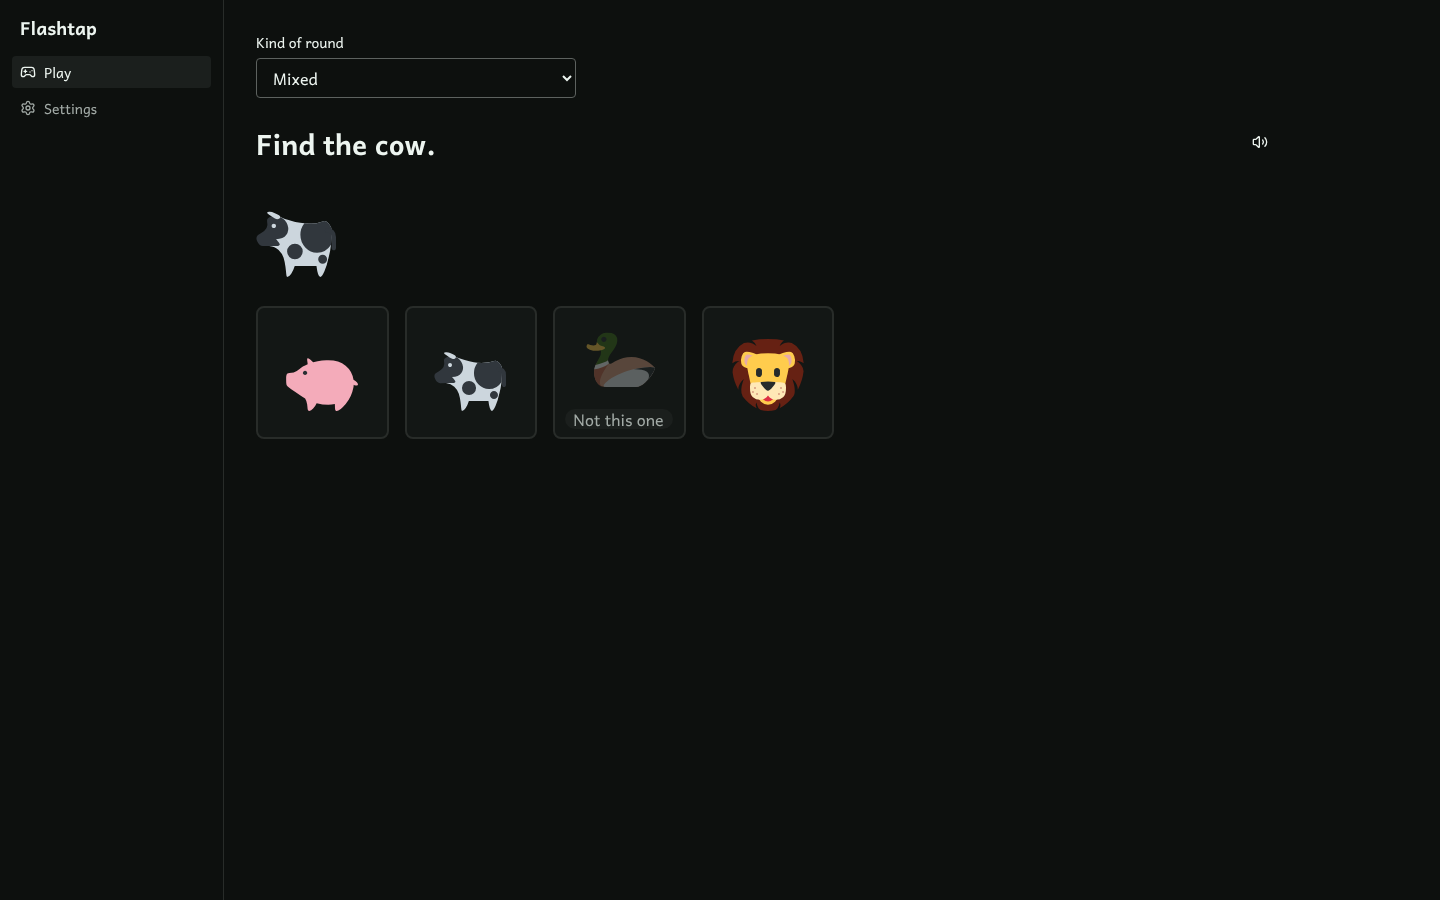 Flashtap
Play
Settings
Kind of round
Mixed
Find the cow.
Not this one